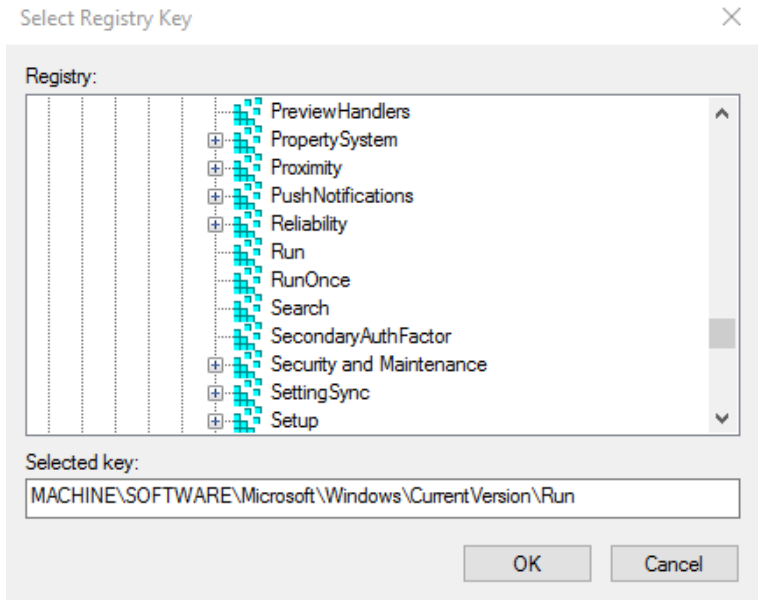 Select Registry Key
Registry:
PreviewHandlers
PropertySystem
Proximity
PushNotifications
Reliability
Run
RunOnce
Search
SecondaryAuthFactor
Security and Maintenance
SettingSync
Setup
Selected key:
MACHINE\SOFTWARE\Microsoft\Windows\CurrentVersion\Run
OK Cancel